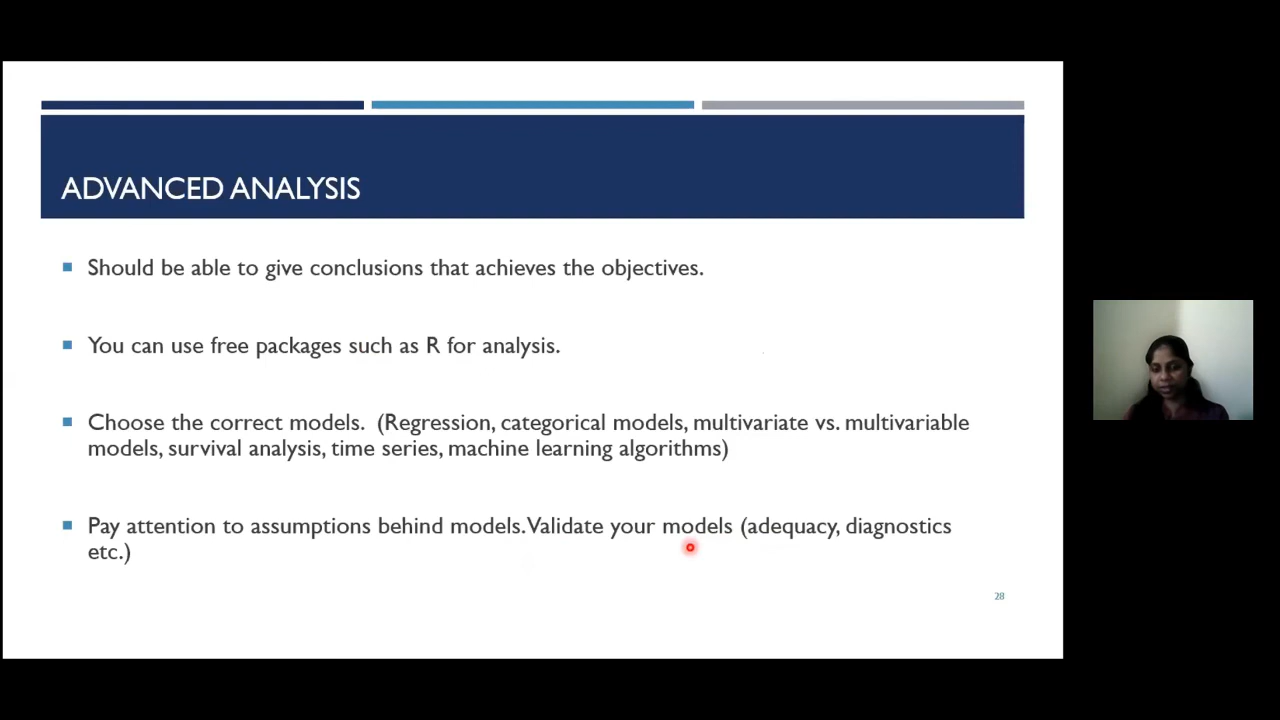 ADVANCED ANALYSIS
Should be able to give conclusions that achieves the objectives.
You can use free packages such as R for analysis.
Choose the correct models.  (Regression, categorical models, multivariate vs. multivariable
models, survival analysis, time series, machine learning algorithms)
Pay attention to assumptions behind models. Validate your models (adequacy, diagnostics
etc.)
28